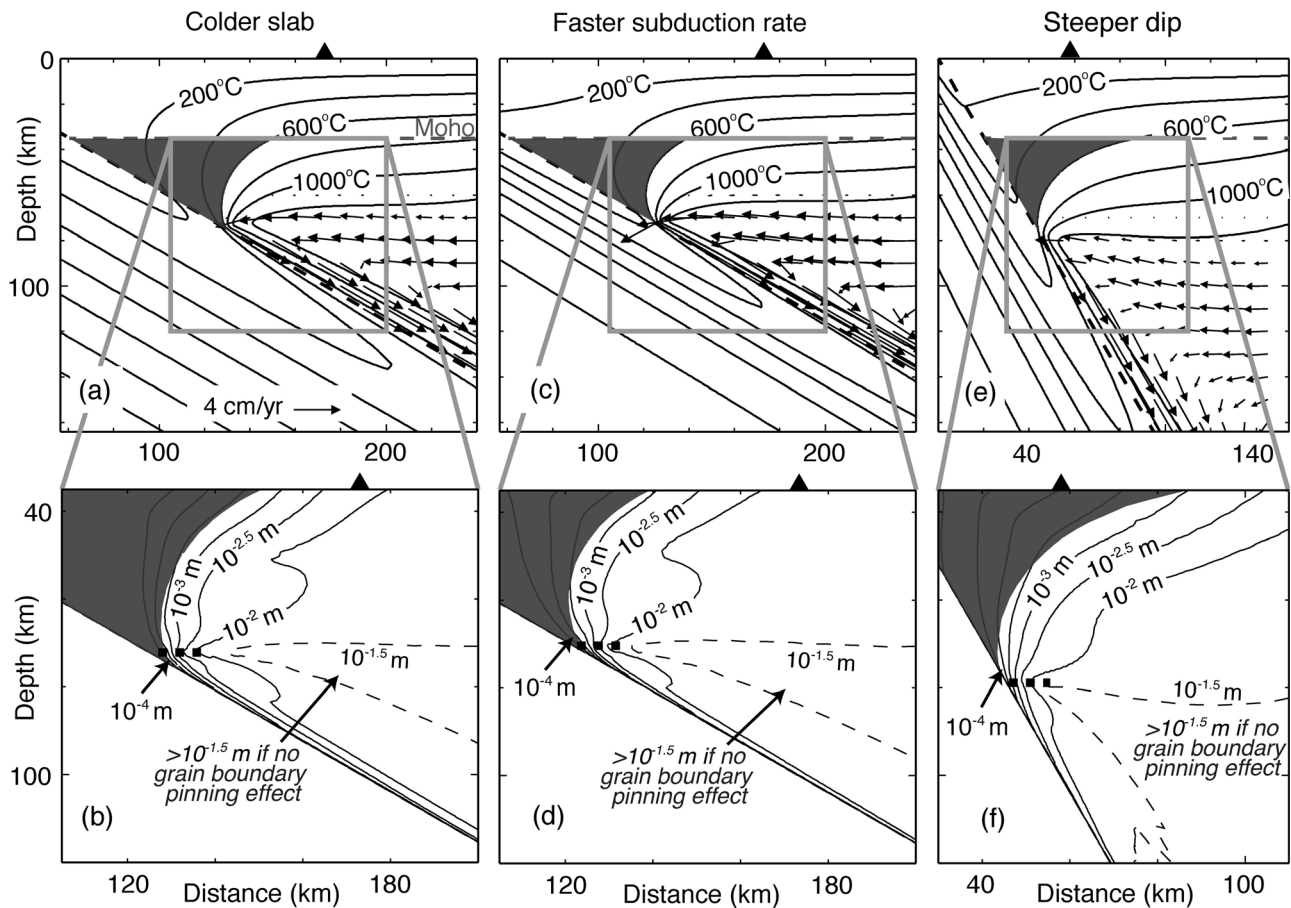 Colder slab
Faster subduction rate
Steeper dip
0
200°C
600°C
Moho
1000°C
Depth (km)
100
(a)
4 cm/yr
100
200
200°C
600°C
1000°C
(c)
100
200
200°C
600°C
1000°C
(e)
40
140
40
10^-3 m
10^-2.5 m
10^-2 m
10^-1.5 m
10^-4 m
>10^-1.5 m if no
grain boundary
pinning effect
Depth (km)
100
(b)
120
180
Distance (km)
10^-3 m
10^-2.5 m
10^-2 m
10^-1.5 m
10^-4 m
>10^-1.5 m if no
grain boundary
pinning effect
(d)
120
180
Distance (km)
10^-3 m
10^-2.5 m
10^-2 m
10^-1.5 m
10^-4 m
>10^-1.5 m if no
grain boundary
pinning effect
(f)
40
100
Distance (km)